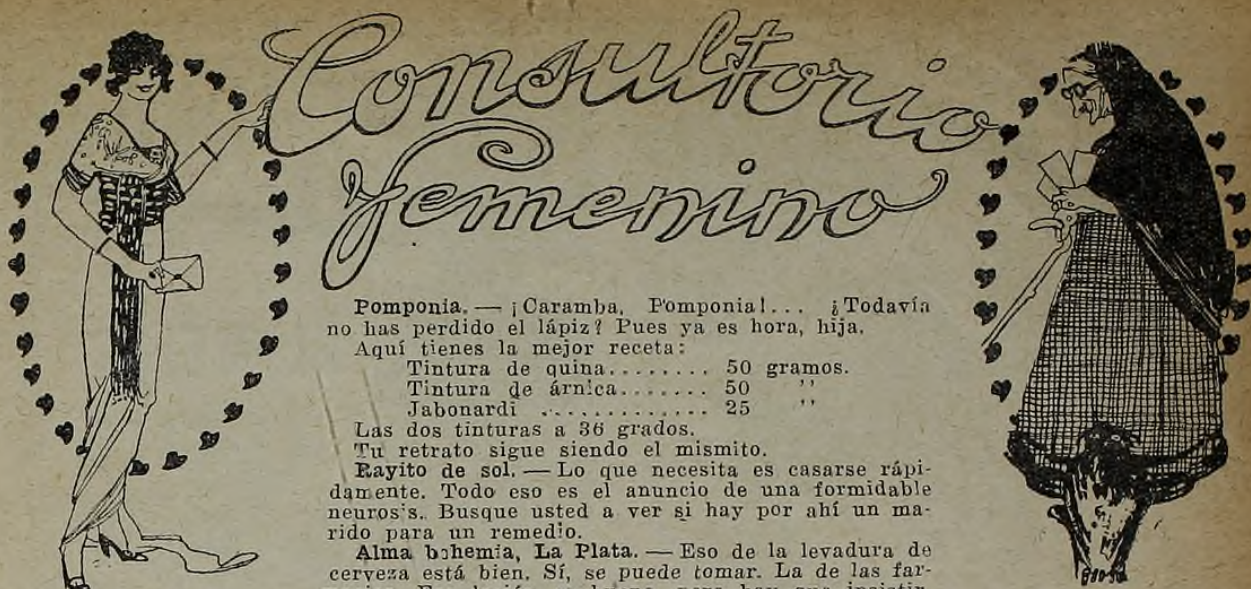 Consultorio
femenino
Pomponia. — ¡Caramba, Pomponia!... ¿Todavía
no has perdido el lápiz? Pues ya es hora, hija.
Aquí tienes la mejor receta:
Tintura de quina........ 50 gramos.
Tintura de árnica....... 50 ''
Jabonardi ............. 25 ''
Las dos tinturas a 36 grados.
Tu retrato sigue siendo el mismito.
Rayito de sol. — Lo que necesita es casarse rápi-
damente. Todo eso es el anuncio de una formidable
neurosis. Busque usted a ver si hay por ahí un ma-
rido para un remedio.
Alma bohemia, La Plata. — Eso de la levadura de
cerveza está bien. Sí, se puede tomar. La de las far-